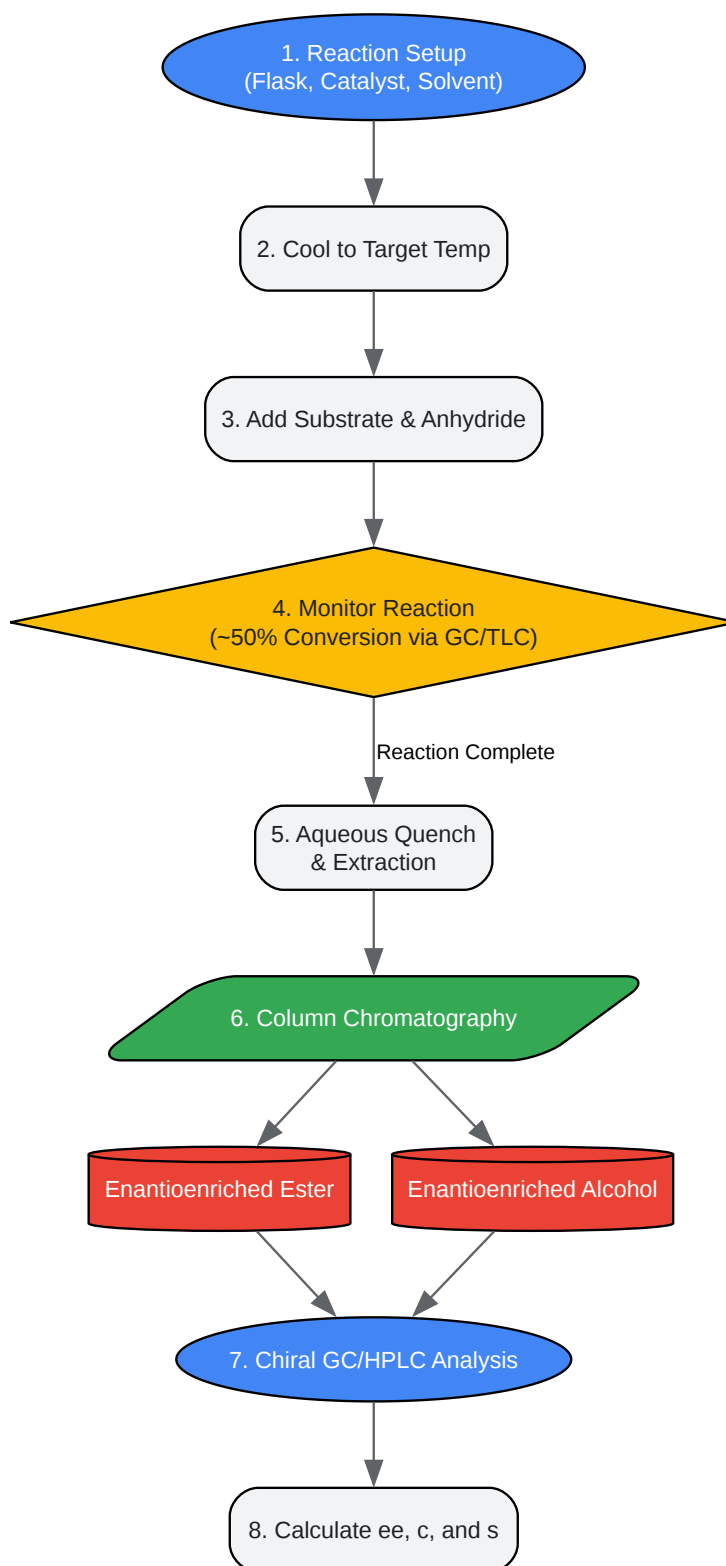 1. Reaction Setup
(Flask, Catalyst, Solvent)
2. Cool to Target Temp
3. Add Substrate & Anhydride
4. Monitor Reaction
(~50% Conversion via GC/TLC)
Reaction Complete
5. Aqueous Quench
& Extraction
6. Column Chromatography
Enantioenriched Ester
Enantioenriched Alcohol
7. Chiral GC/HPLC Analysis
8. Calculate ee, c, and s